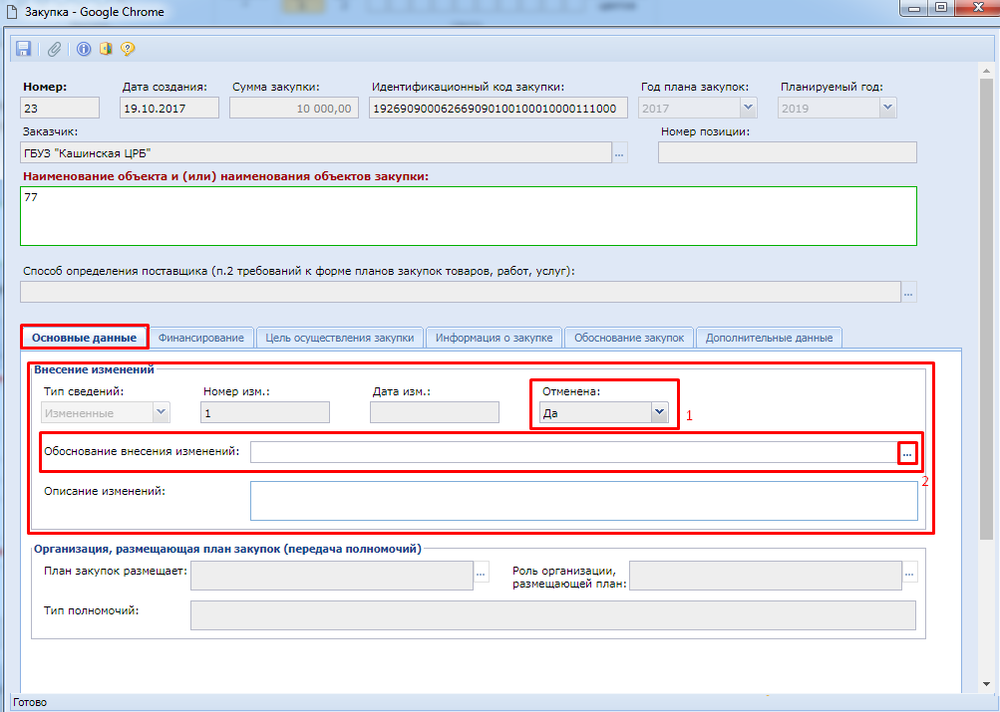 Закупка - Google Chrome
Номер: Дата создания: Сумма закупки: Идентификационный код закупки: Год плана закупок: Планируемый год:
23 19.10.2017 10 000,00 192690900062669090100100010000111000 2017 2019
Заказчик: Номер позиции:
ГБУЗ "Кашинская ЦРБ" ...
Наименование объекта и (или) наименования объектов закупки:
77
Способ определения поставщика (п.2 требований к форме планов закупок товаров, работ, услуг):
...
Основные данные Финансирование Цель осуществления закупки Информация о закупке Обоснование закупок Дополнительные данные
Внесение изменений
Тип сведений: Номер изм.: Дата изм.: Отменена:
Измененные 1 Да 1
Обоснование внесения изменений: ...
2
Описание изменений:
Организация, размещающая план закупок (передача полномочий)
План закупок размещает: ... Роль организации, ...
размещающей план:
Тип полномочий:
Готово